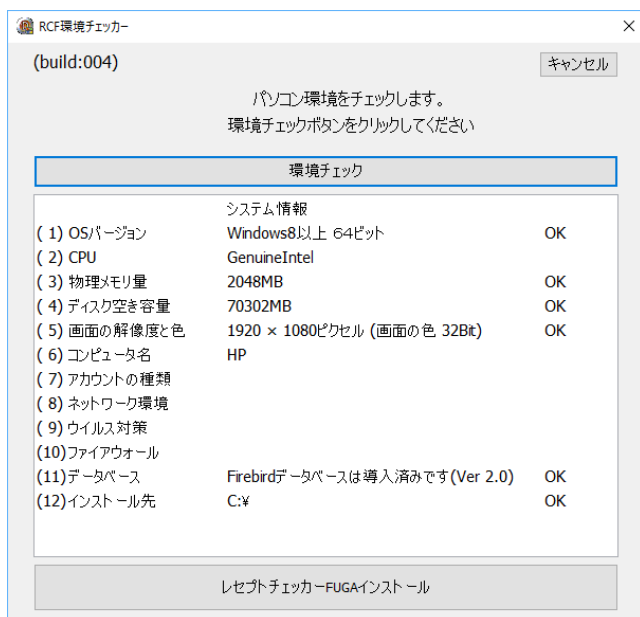 RCF環境チェッカー
(build:004)
キャンセル
パソコン環境をチェックします。
環境チェックボタンをクリックしてください
環境チェック
システム情報
( 1) OSバージョン Windows8以上 64ビット OK
( 2) CPU GenuineIntel
( 3) 物理メモリ量 2048MB OK
( 4) ディスク空き容量 70302MB OK
( 5) 画面の解像度と色 1920 × 1080ピクセル (画面の色 32Bit) OK
( 6) コンピュータ名 HP
( 7) アカウントの種類
( 8) ネットワーク環境
( 9) ウイルス対策
(10)ファイアウォール
(11)データベース Firebirdデータベースは導入済みです(Ver 2.0) OK
(12)インストール先 C:¥ OK
レセプトチェッカーFUGAインストール